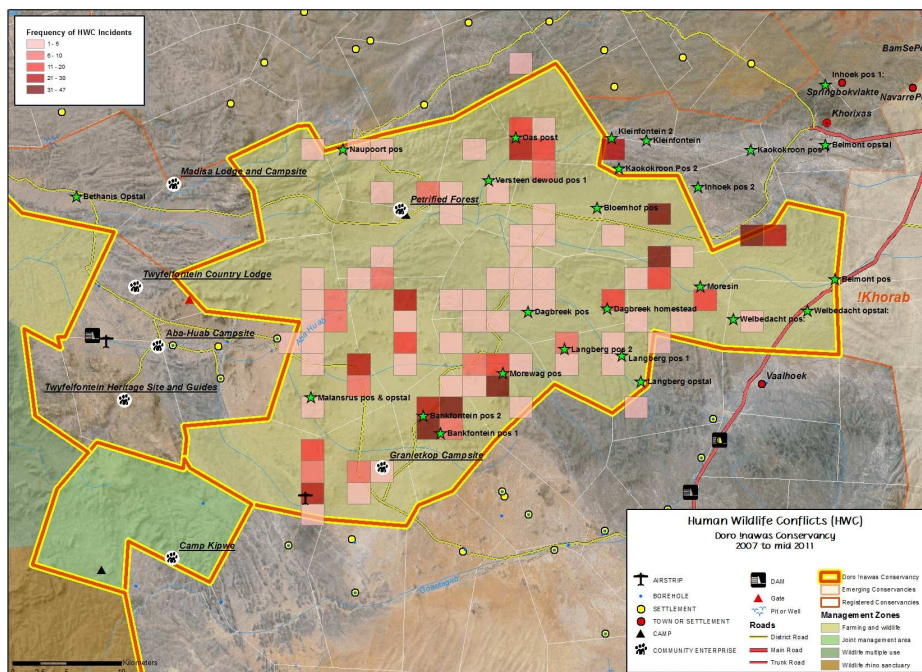 Frequency of HWC Incidents
1 - 5
6 - 10
11 - 20
21 - 30
31 - 47
BamSePo
Inhoek pos 1:
Springbokvlakte
NavarrePo
Khorixas
Kleinfontein 2
Kleinfontein
Oas post
Belmont opstal
Kaokokroon pos 1
Naupoort pos
Kaokokroon Pos 2
Madisa Lodge and Campsite
Versteen dewoud pos 1
Inhoek pos 2
Bethanis Opstal
Petrified Forest
Bloemhof pos
Twyfelfontein Country Lodge
Belmont pos
Moresin
!Khorab
Dagbreek pos
Dagbreek homestead
Welbedacht pos:
Welbedacht opstal:
Aba-Huab
Aba-Huab Campsite
Langberg pos 2
Langberg pos 1
Morewag pos
Langberg opstal
Vaalhoek
Twyfelfontein Heritage Site and Guides
Malansrus pos & opstal
Bankfontein pos 2
Bankfontein pos 1
Granietkop Campsite
Camp Kipwe
Goantagab
Kilometers
Human Wildlife Conflicts (HWC)
Doro !nawas Conservancy
2007 to mid 2011
AIRSTRIP
BOREHOLE
SETTLEMENT
TOWN OR SETTLEMENT
CAMP
COMMUNITY ENTERPRISE
DAM
Gate
Pit or Well
Roads
District Road
Main Road
Trunk Road
Doro !nawas Conservancy
Emerging Conservancies
Registered Conservancies
Management Zones
Farming and wildlife
Joint management area
Wildlife multiple use
Wildlife rhino sanctuary